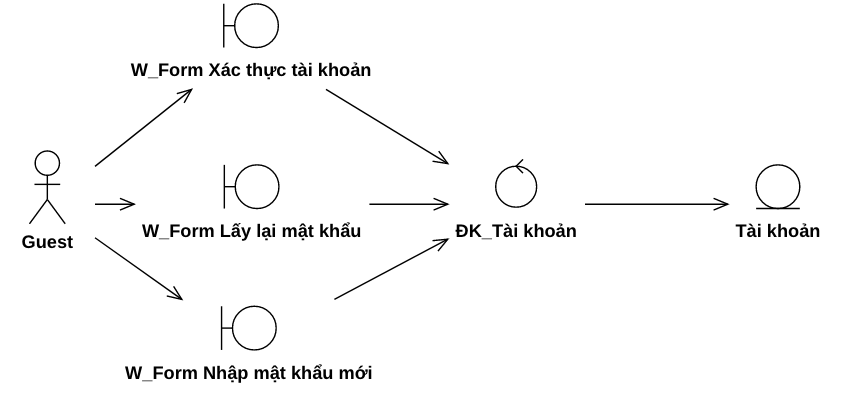 W_Form Xác thực tài khoản
Guest
W_Form Lấy lại mật khẩu
ĐK_Tài khoản
Tài khoản
W_Form Nhập mật khẩu mới